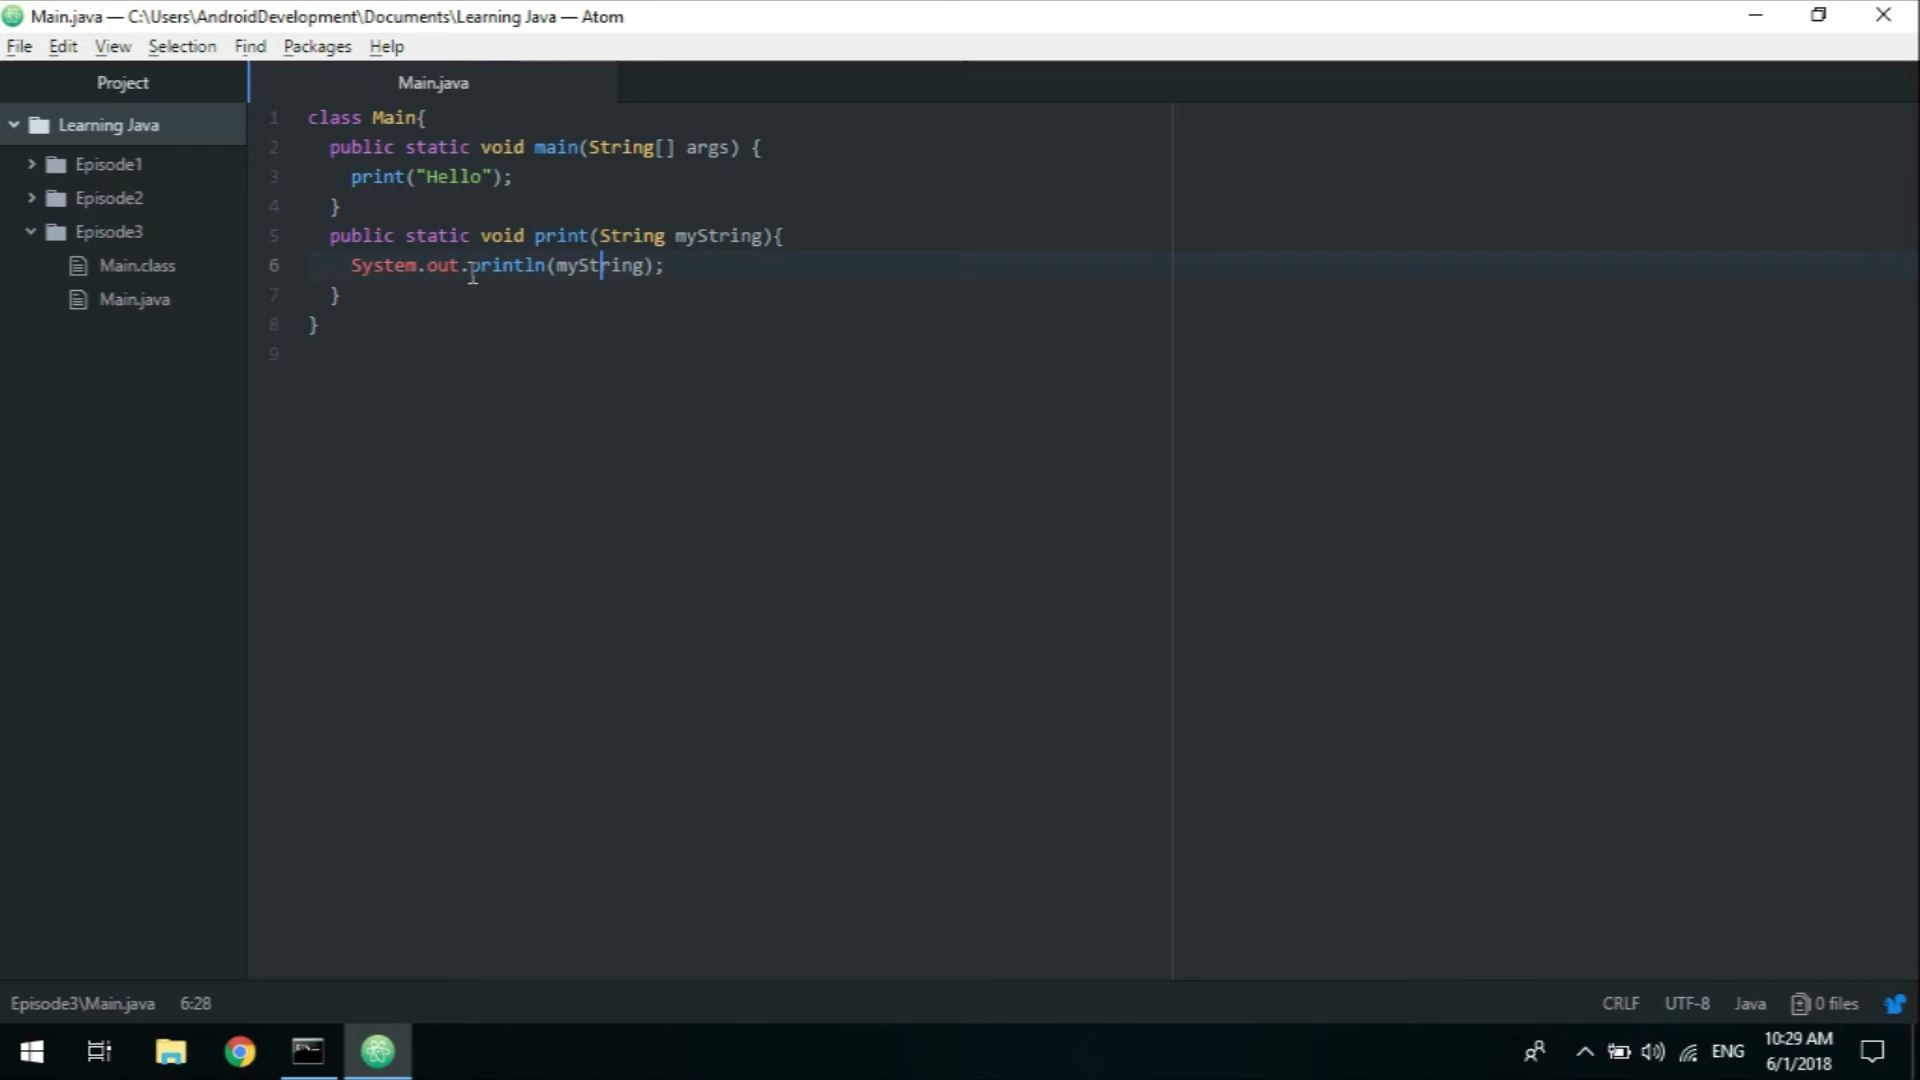 Main.java — C:\Users\AndroidDevelopment\Documents\Learning Java — Atom
File Edit View Selection Find Packages Help
Project
Main.java
Learning Java
Episode1
Episode2
Episode3
Main.class
Main.java
1 class Main{
2 public static void main(String[] args) {
3 print("Hello");
4 }
5 public static void print(String myString){
6 System.out.println(myString);
7 }
8 }
9
Episode3\Main.java 6:28
CRLF UTF-8 Java 0 files
ENG
10:29 AM
6/1/2018